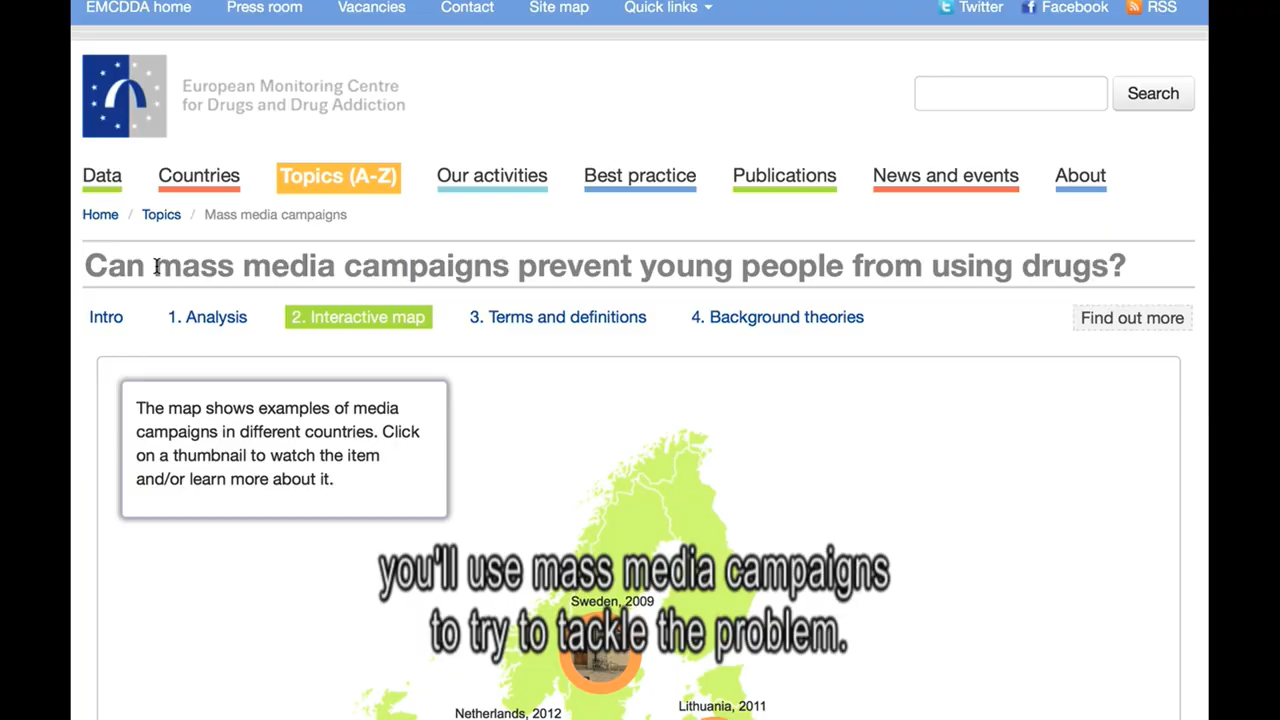 EMCDDA home Press room Vacancies Contact Site map Quick links Twitter Facebook RSS
European Monitoring Centre
for Drugs and Drug Addiction
Search
Data Countries Topics (A-Z) Our activities Best practice Publications News and events About
Home / Topics / Mass media campaigns
Can mass media campaigns prevent young people from using drugs?
Intro 1. Analysis 2. Interactive map 3. Terms and definitions 4. Background theories Find out more
The map shows examples of media
campaigns in different countries. Click
on a thumbnail to watch the item
and/or learn more about it.
you'll use mass media campaigns
Sweden, 2009
to try to tackle the problem.
Lithuania, 2011
Netherlands, 2012